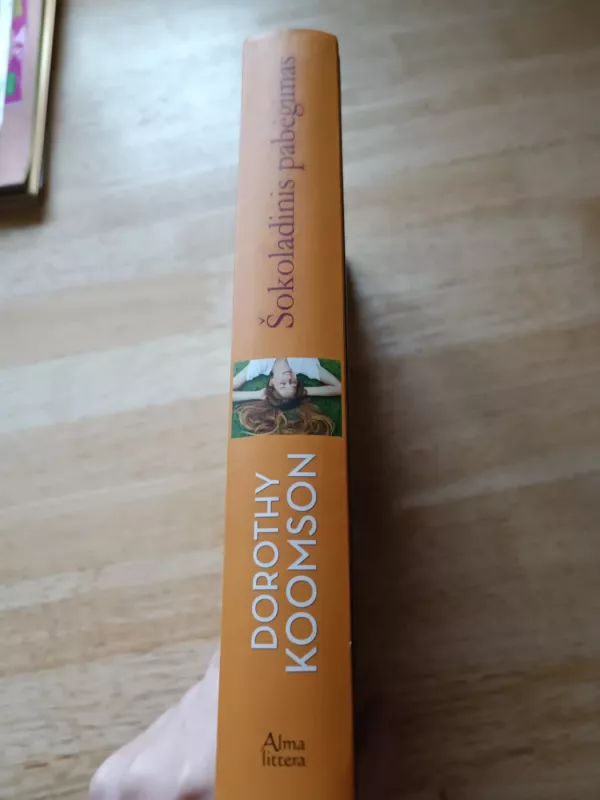 Šokoladinis pabėgimas
DOROTHY
KOOMSON
Alma
littera